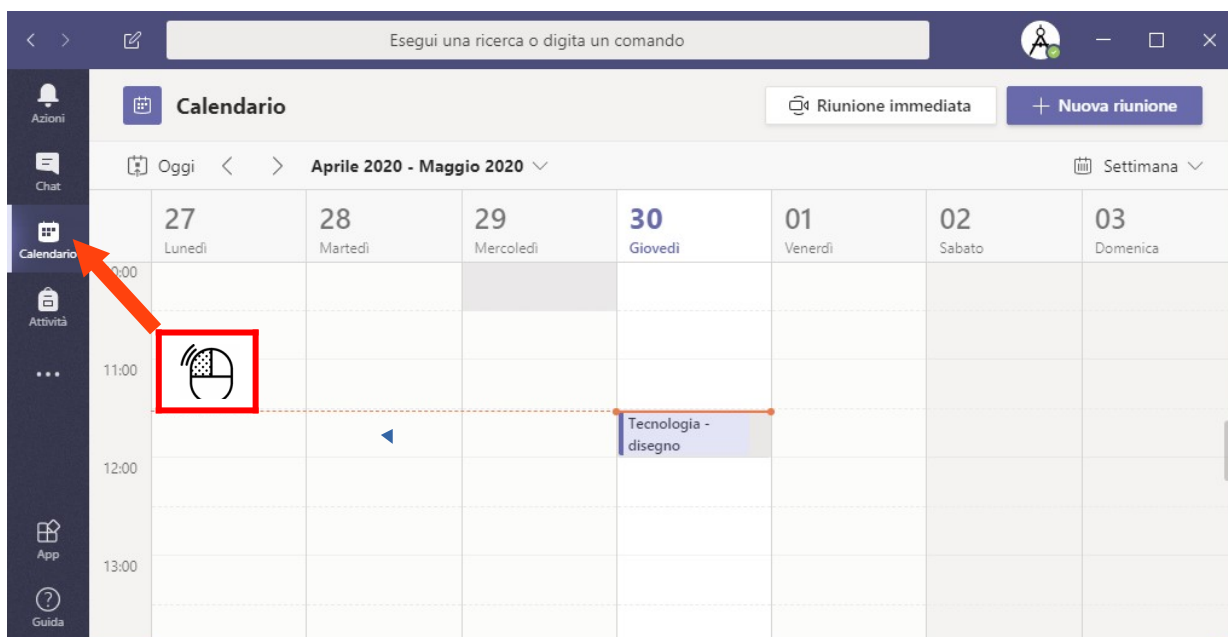 Esegui una ricerca o digita un comando
Azioni
Chat
Calendario
Attività
App
Guida
Calendario
Riunione immediata
+ Nuova riunione
Oggi
Aprile 2020 - Maggio 2020
Settimana
27
Lunedì
28
Martedì
29
Mercoledì
30
Giovedì
01
Venerdì
02
Sabato
03
Domenica
11:00
Tecnologia -
disegno
12:00
13:00